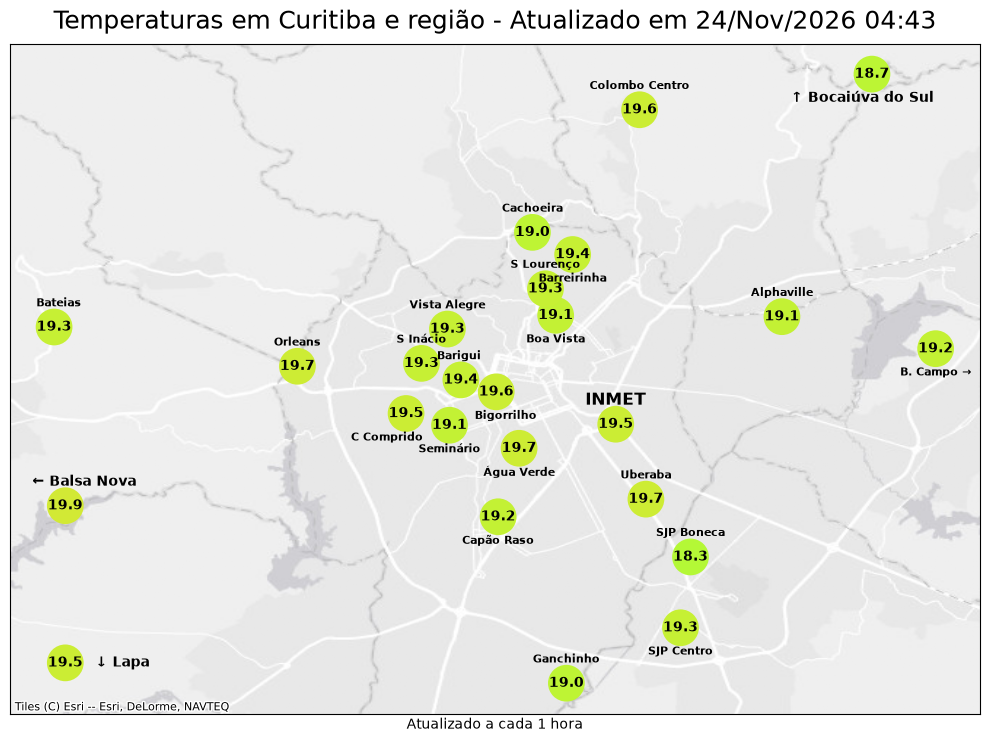 Temperaturas em Curitiba e região - Atualizado em 24/Nov/2026 04:43
18.7
↑ Bocaiúva do Sul
Colombo Centro
19.6
Cachoeira
19.0
19.4
S Lourenço
Barreirinha
19.3
Alphaville
19.1
Bateias
19.3
Vista Alegre
19.3
19.1
Boa Vista
S Inácio
19.3
Orleans
19.7
Barigui
19.4
19.2
B. Campo →
19.6
Bigorrilho
INMET
19.5
19.5
C Comprido
19.1
Seminário
19.7
Água Verde
← Balsa Nova
19.9
Uberaba
19.7
19.2
Capão Raso
SJP Boneca
18.3
19.3
SJP Centro
19.5
↓ Lapa
Ganchinho
19.0
Tiles (C) Esri -- Esri, DeLorme, NAVTEQ
Atualizado a cada 1 hora